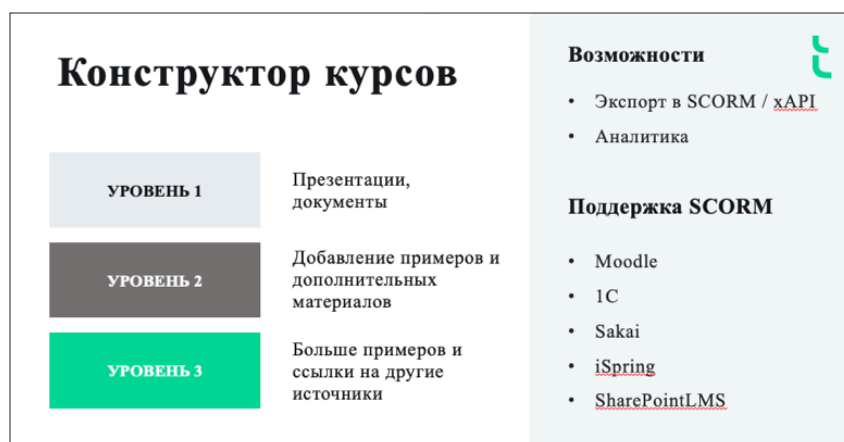 Конструктор курсов
УРОВЕНЬ 1
Презентации,
документы
УРОВЕНЬ 2
Добавление примеров и
дополнительных
материалов
УРОВЕНЬ 3
Больше примеров и
ссылки на другие
источники
Возможности
• Экспорт в SCORM / xAPI
• Аналитика
Поддержка SCORM
• Moodle
• 1С
• Sakai
• iSpring
• SharePointLMS